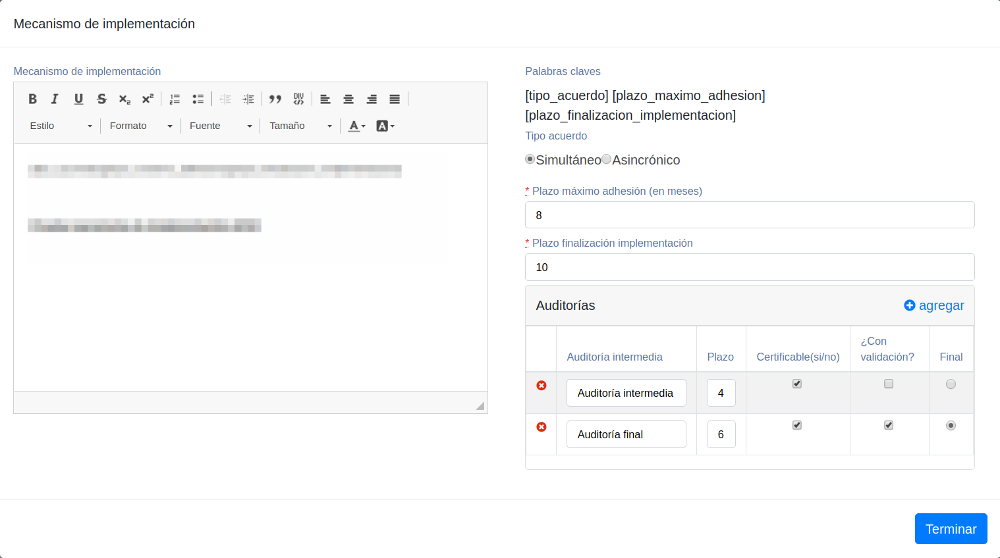 Mecanismo de implementación
Mecanismo de implementación
Estilo Formato Fuente Tamaño
Palabras claves
[tipo_acuerdo] [plazo_maximo_adhesion]
[plazo_finalizacion_implementacion]
Tipo acuerdo
Simultáneo Asincrónico
* Plazo máximo adhesión (en meses)
8
* Plazo finalización implementación
10
Auditorías agregar
Auditoría intermedia Plazo Certificable(si/no) ¿Con validación? Final
Auditoría intermedia 4
Auditoría final 6
Terminar